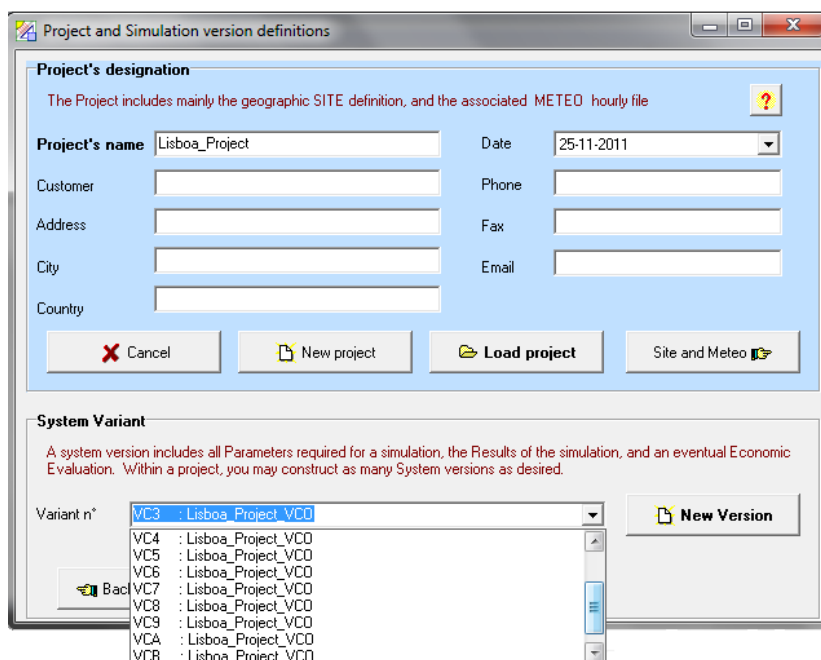 Project and Simulation version definitions
Project's designation
The Project includes mainly the geographic SITE definition, and the associated METEO hourly file
?
Project's name Lisboa_Project Date 25-11-2011
Customer Phone
Address Fax
City Email
Country
Cancel New project Load project Site and Meteo
System Variant
A system version includes all Parameters required for a simulation, the Results of the simulation, and an eventual Economic
Evaluation. Within a project, you may construct as many System versions as desired.
Variant n° VC3 : Lisboa_Project_VC0 New Version
VC4 : Lisboa_Project_VC0
VC5 : Lisboa_Project_VC0
VC6 : Lisboa_Project_VC0
Bac VC7 : Lisboa_Project_VC0
VC8 : Lisboa_Project_VC0
VC9 : Lisboa_Project_VC0
VCA : Lisboa_Project_VC0
VCB : Lisboa_Project_VC0